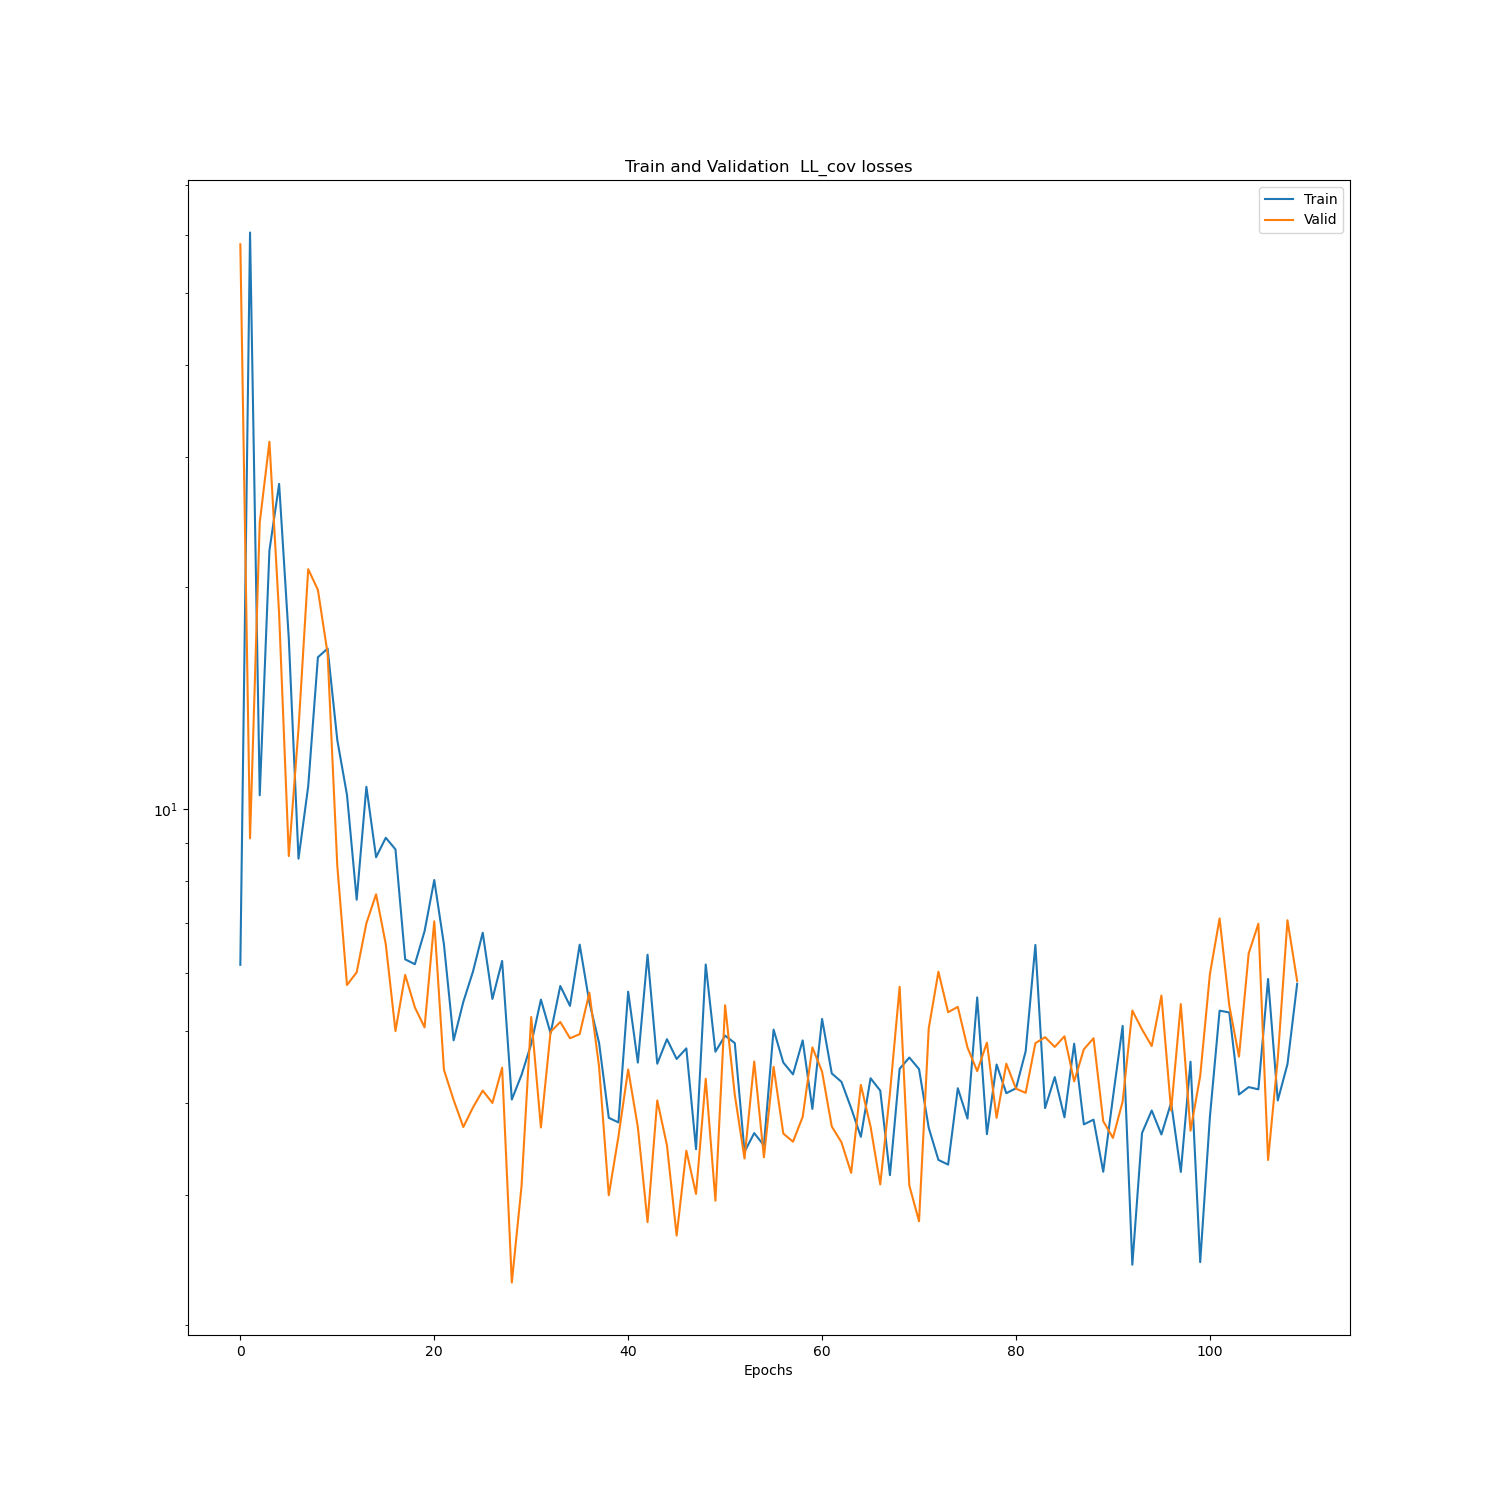 Train and Validation  LL_cov losses
Train
Valid
10¹
0 20 40 60 80 100
Epochs